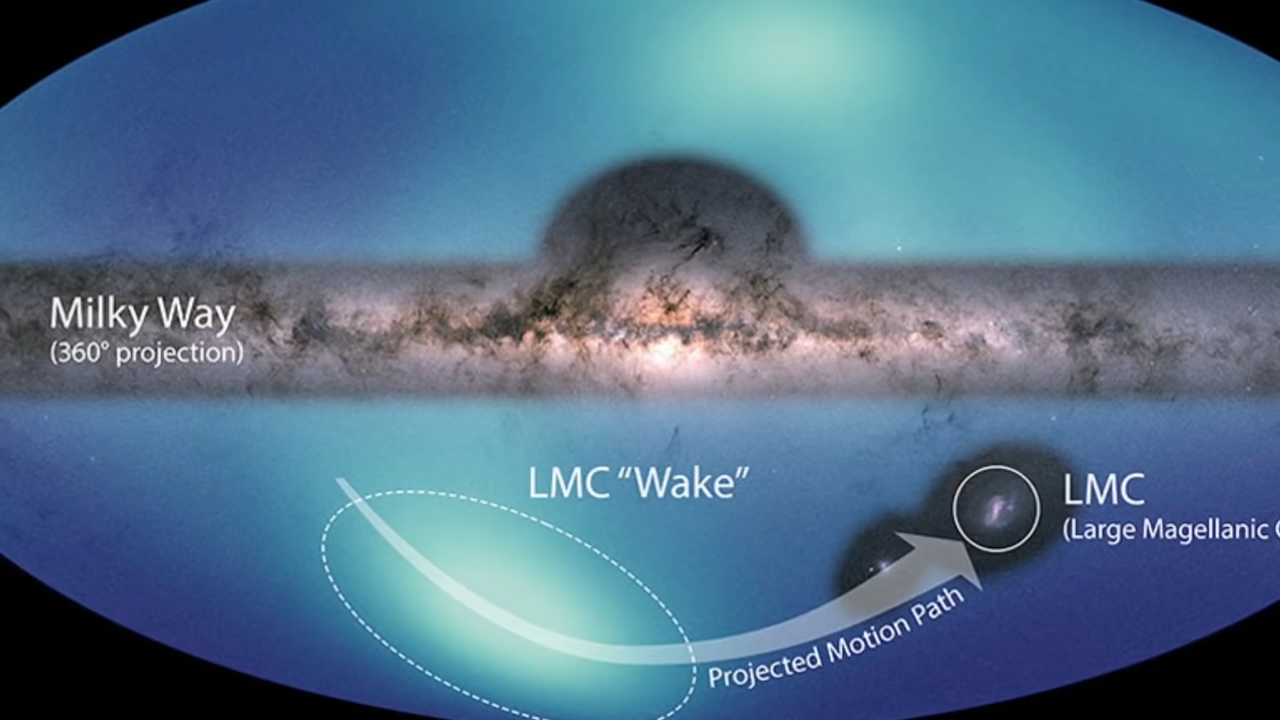 Milky Way
(360° projection)
LMC “Wake”
LMC
(Large Magellanic
Projected Motion Path